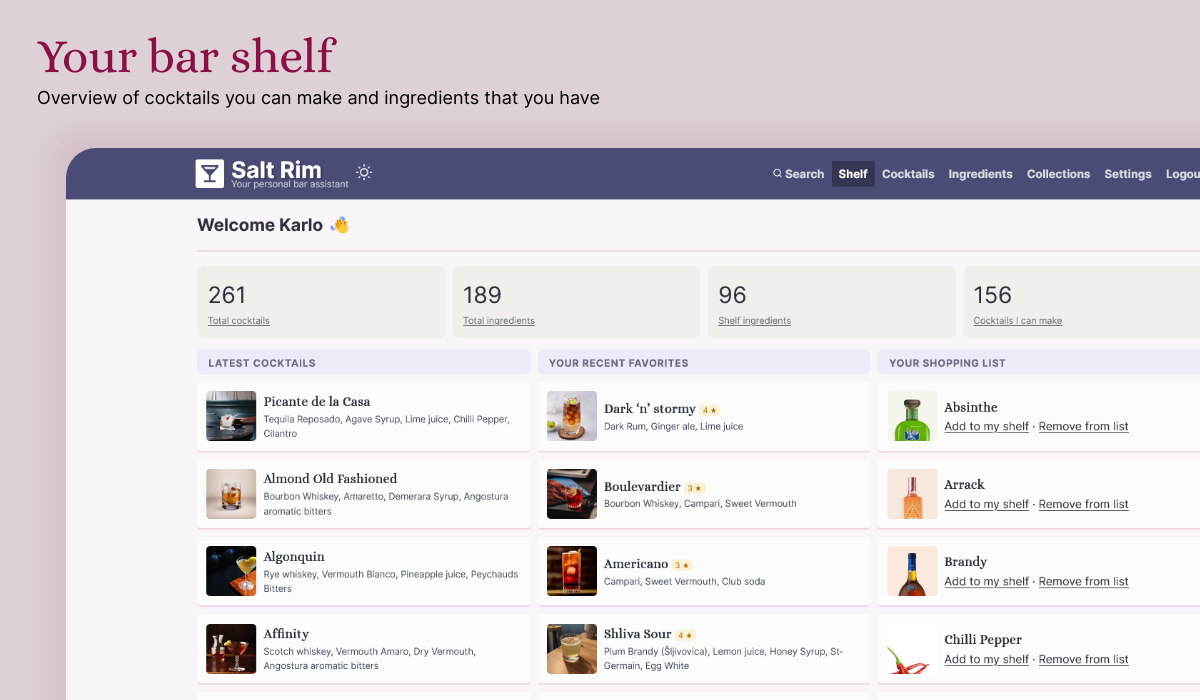 Your bar shelf
Overview of cocktails you can make and ingredients that you have
Salt Rim
Your personal bar assistant
Search Shelf Cocktails Ingredients Collections Settings Logou
Welcome Karlo 👋
261
Total cocktails
189
Total ingredients
96
Shelf ingredients
156
Cocktails I can make
LATEST COCKTAILS
Picante de la Casa
Tequila Reposado, Agave Syrup, Lime juice, Chilli Pepper,
Cilantro
Almond Old Fashioned
Bourbon Whiskey, Amaretto, Demerara Syrup, Angostura
aromatic bitters
Algonquin
Rye whiskey, Vermouth Bianco, Pineapple juice, Peychauds
Bitters
Affinity
Scotch whiskey, Vermouth Amaro, Dry Vermouth,
Angostura aromatic bitters
YOUR RECENT FAVORITES
Dark ‘n’ stormy 4 ★
Dark Rum, Ginger ale, Lime juice
Boulevardier 3 ★
Bourbon Whiskey, Campari, Sweet Vermouth
Americano 3 ★
Campari, Sweet Vermouth, Club soda
Shliva Sour 4 ★
Plum Brandy (Šljivovica), Lemon juice, Honey Syrup, St-
Germain, Egg White
YOUR SHOPPING LIST
Absinthe
Add to my shelf · Remove from list
Arrack
Add to my shelf · Remove from list
Brandy
Add to my shelf · Remove from list
Chilli Pepper
Add to my shelf · Remove from list